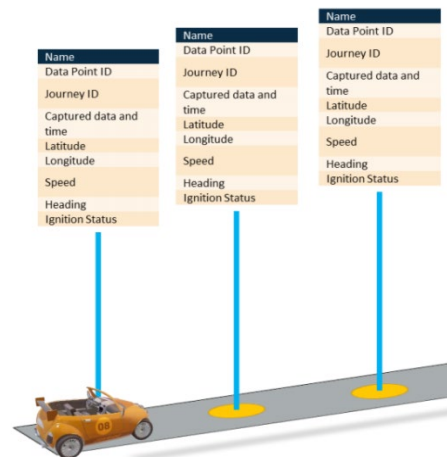 Name
Data Point ID
Journey ID
Captured data and
time
Latitude
Longitude
Speed
Heading
Ignition Status
Name
Data Point ID
Journey ID
Captured data and
time
Latitude
Longitude
Speed
Heading
Ignition Status
Name
Data Point ID
Journey ID
Captured data and
time
Latitude
Longitude
Speed
Heading
Ignition Status
08